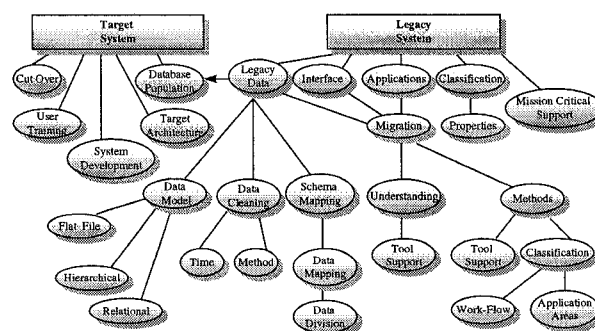 Target
System
Legacy
System
Cut Over
Database
Population
Legacy
Data
Interface
Applications
Classification
Mission Critical
Support
User
Training
Target
Architecture
System
Development
Migration
Properties
Data
Model
Data
Cleaning
Schema
Mapping
Understanding
Mothods
Flat File
Time
Method
Data
Mapping
Tool
Support
Tool
Support
Classification
Hierarchical
Relational
Data
Division
Work-Flow
Application
Areas